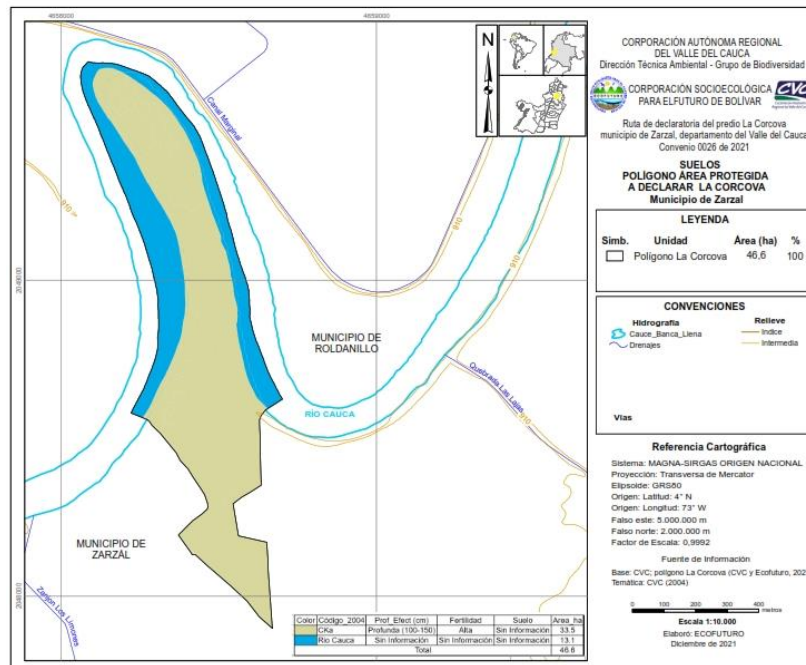 4658000
4659000
2049000
2048000
Canal Marginal
910
910
910
910
MUNICIPIO DE
ROLDANILLO
RÍO CAUCA
Quebrada Las Lajas
MUNICIPIO DE
ZARZÁL
Zanjon Los Limones
N
Color Código_2004 Prof_Efect (cm) Fertilidad Suelo Area_ha
CKa Profunda (100-150) Alta Sin Información 33.5
Rio Cauca Sin Información Sin Información Sin Información 13.1
Total 46.6
CORPORACIÓN AUTÓNOMA REGIONAL
DEL VALLE DEL CAUCA
Dirección Técnica Ambiental - Grupo de Biodiversidad
CORPORACIÓN SOCIOECOLÓGICA
PARA ELFUTURO DE BOLÍVAR
ECOFUTURO
CVC
Ruta de declaratoria del predio La Corcova
municipio de Zarzal, departamento del Valle del Cauca
Convenio 0026 de 2021
SUELOS
POLÍGONO ÁREA PROTEGIDA
A DECLARAR LA CORCOVA
Municipio de Zarzal
LEYENDA
Simb. Unidad Área (ha) %
Polígono La Corcova 46,6 100
CONVENCIONES
Hidrografía
Cauce_Banca_Llena
Drenajes
Relieve
Indice
Intermedia
Vías
Referencia Cartográfica
Sistema: MAGNA-SIRGAS ORIGEN NACIONAL
Proyección: Transversa de Mercator
Elipsoide: GRS80
Origen: Latitud: 4° N
Origen: Longitud: 73° W
Falso este: 5.000.000 m
Falso norte: 2.000.000 m
Factor de Escala: 0,9992
Fuente de Información
Base: CVC; polígono La Corcova (CVC y Ecofuturo, 202
Temática: CVC (2004)
0 100 200 300 400
metros
Escala 1:10.000
Elaboró: ECOFUTURO
Diciembre de 2021